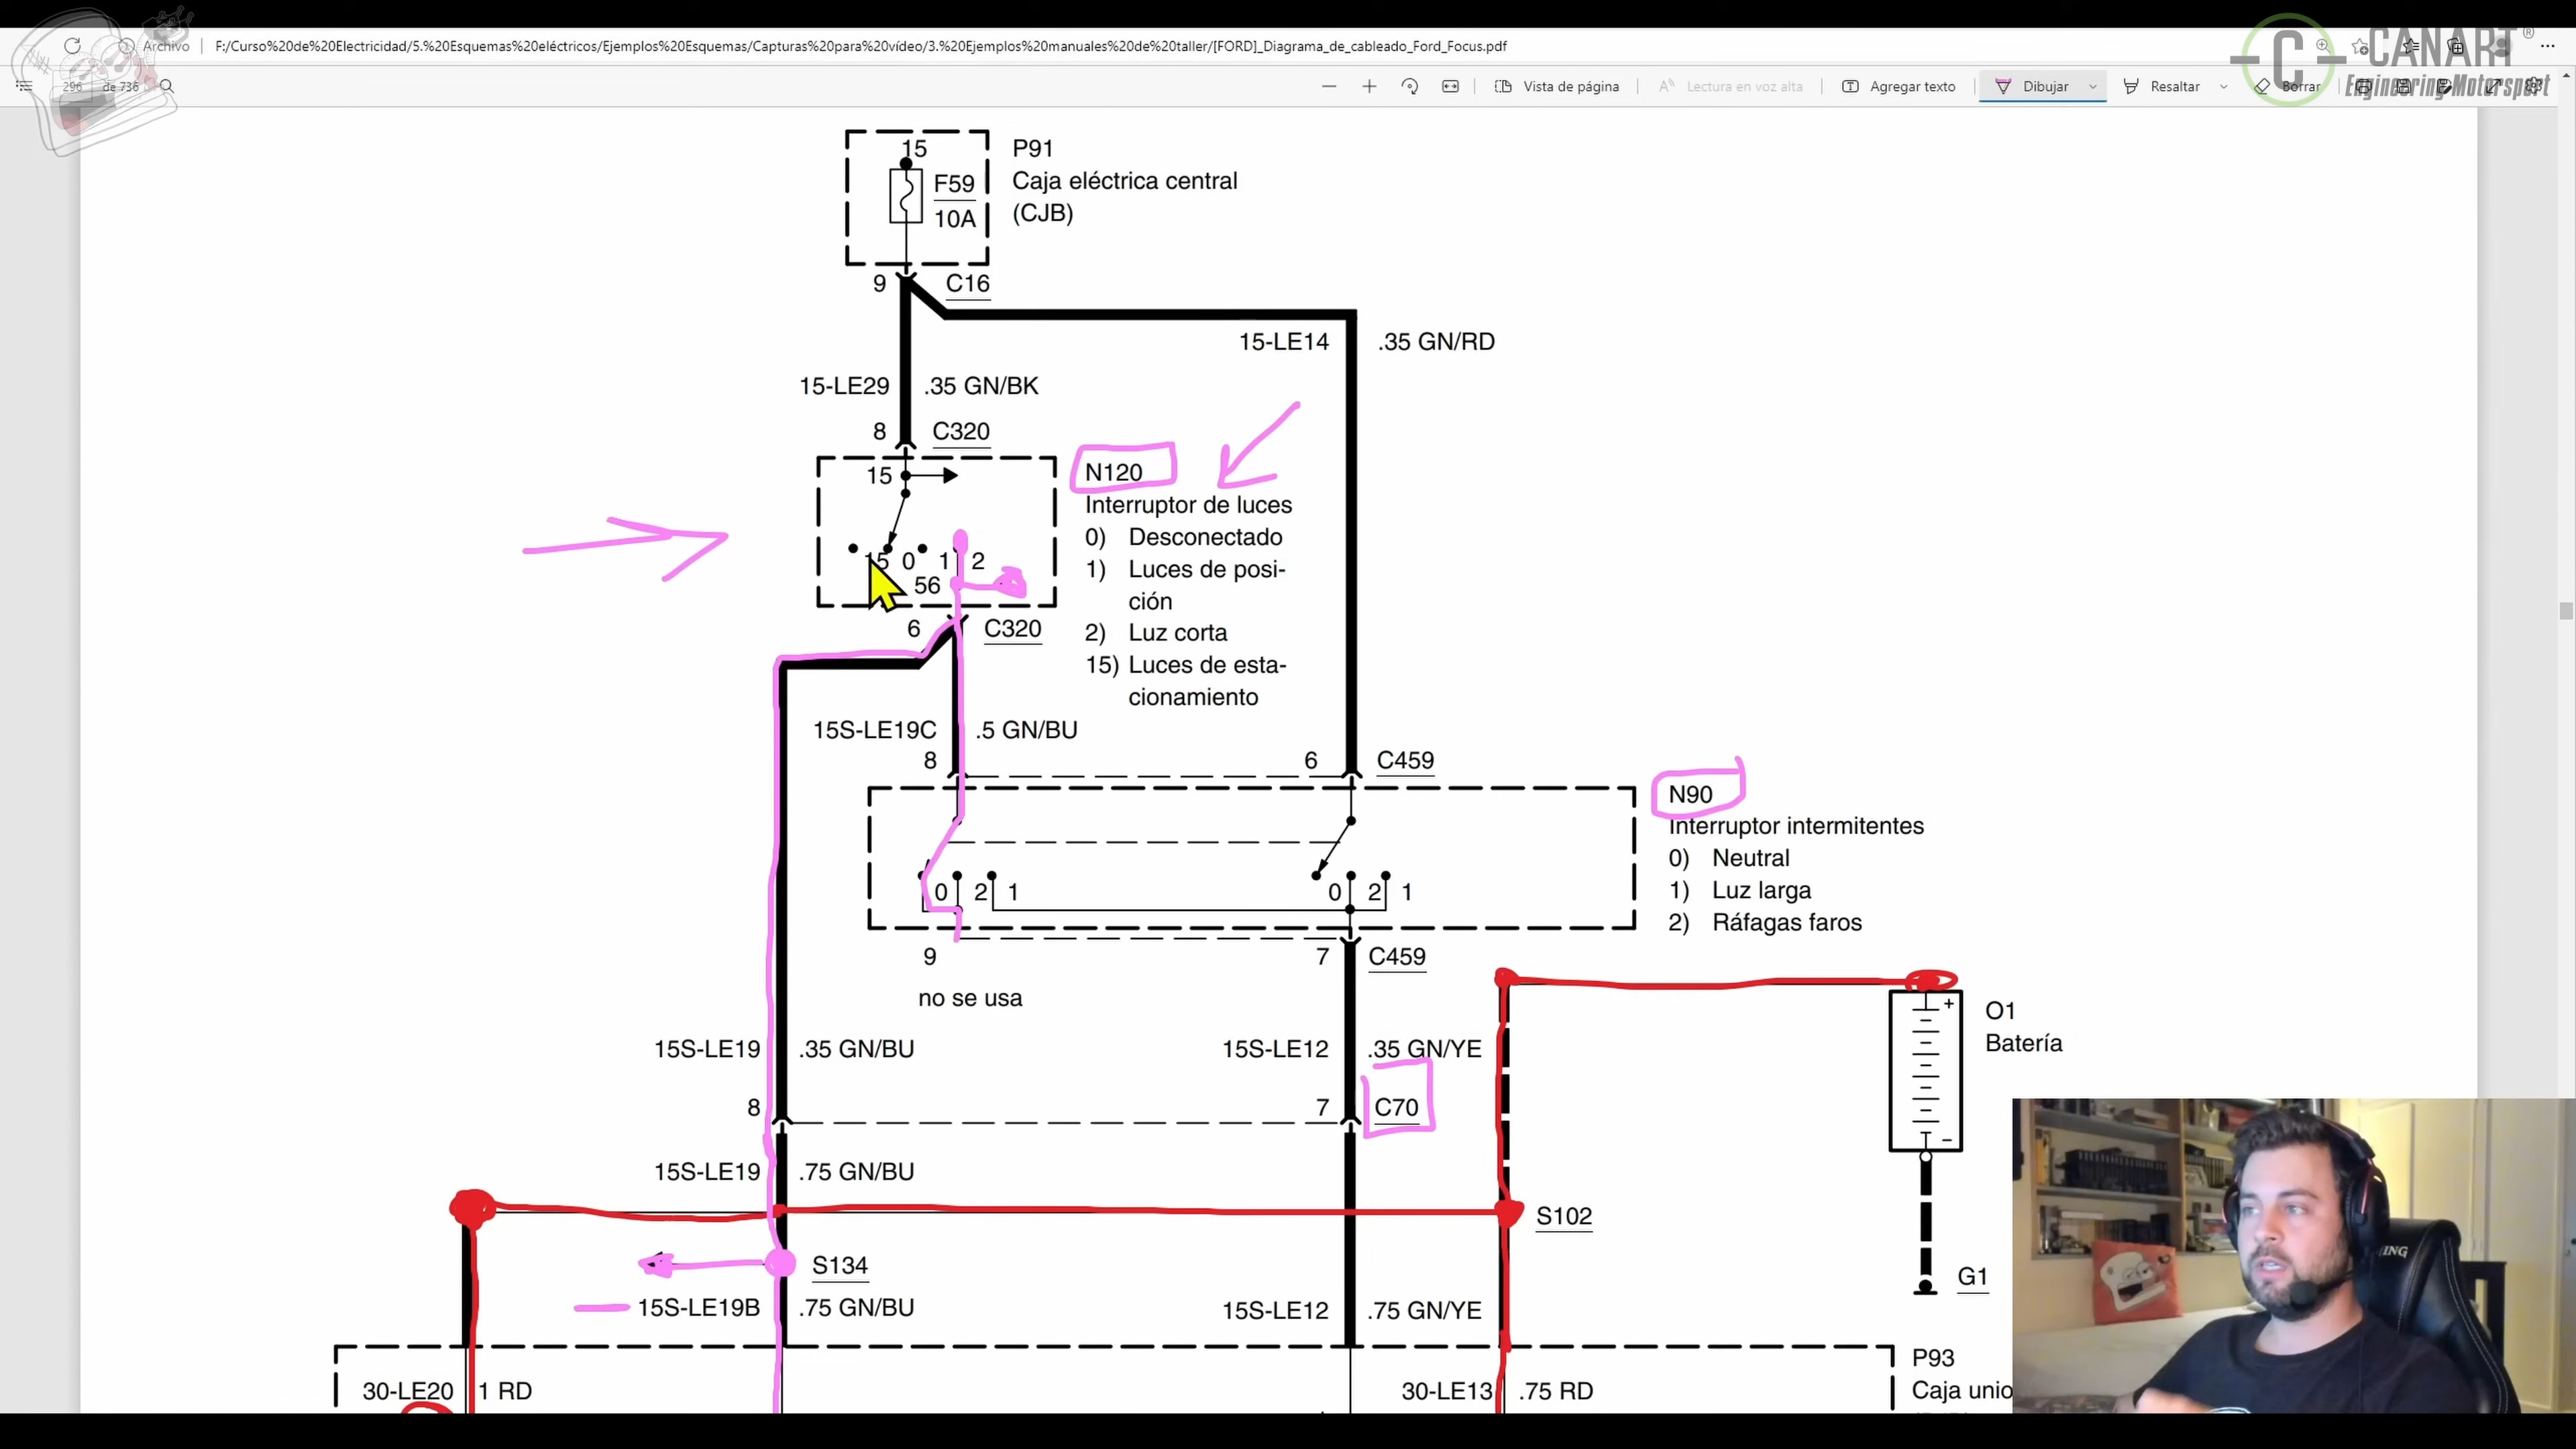 Archivo
F:/Curso%20de%20Electricidad/5.%20Esquemas%20eléctricos/Ejemplos%20Esquemas/Capturas%20para%20vídeo/3.%20Ejemplos%20manuales%20de%20taller/[FORD]_Diagrama_de_cableado_Ford_Focus.pdf
CANART
®
C
Engineering Motorsport
296 de 736
Vista de página
Lectura en voz alta
Agregar texto
Dibujar
Resaltar
Borrar
15
P91
F59
Caja eléctrica central
10A
(CJB)
9
C16
15-LE14
.35 GN/RD
15-LE29
.35 GN/BK
8
C320
15
N120
Interruptor de luces
0) Desconectado
15 0 1 2
1) Luces de posi-
56
ción
6
C320
2) Luz corta
15) Luces de esta-
cionamiento
15S-LE19C
.5 GN/BU
8
6
C459
N90
Interruptor intermitentes
0) Neutral
0 2 1
0 2 1
1) Luz larga
2) Ráfagas faros
9
7
C459
no se usa
+
O1
Batería
15S-LE19
.35 GN/BU
15S-LE12
.35 GN/YE
8
7
C70
−
15S-LE19
.75 GN/BU
S102
S134
G1
15S-LE19B
.75 GN/BU
15S-LE12
.75 GN/YE
P93
30-LE20
1 RD
30-LE13
.75 RD
Caja unio